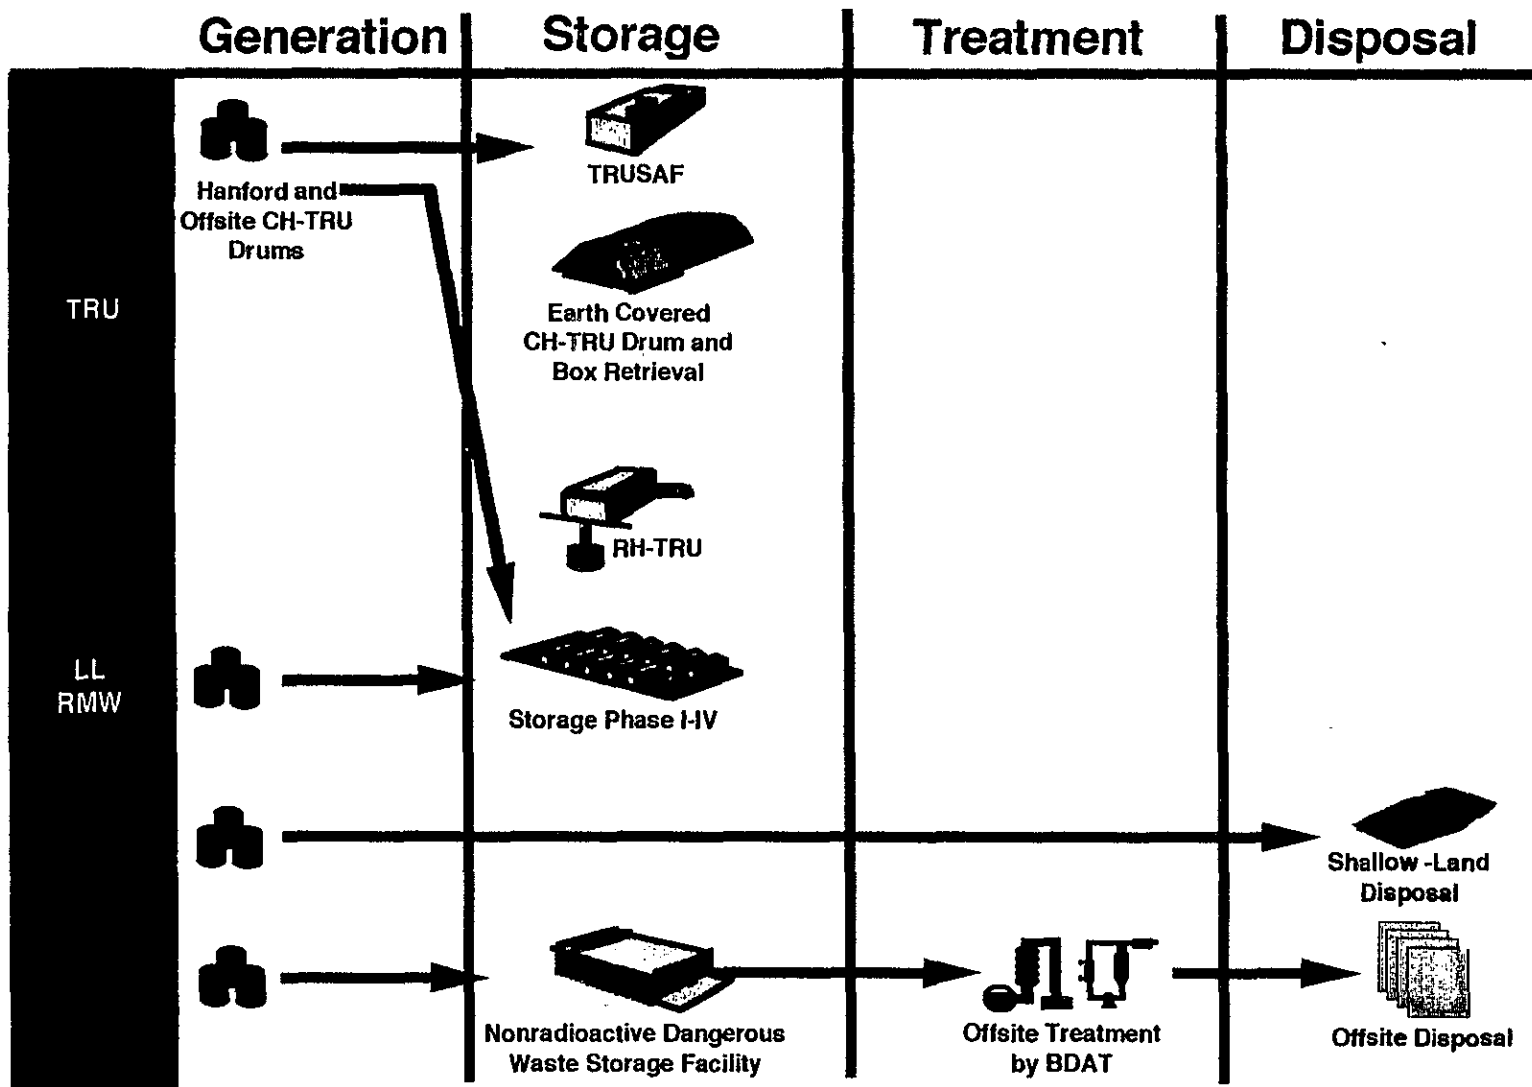 Generation
Storage
Treatment
Disposal
TRU
Hanford and
Offsite CH-TRU
Drums
TRUSAF
Earth Covered
CH-TRU Drum and
Box Retrieval
RH-TRU
LL
RMW
Storage Phase I-IV
Shallow -Land
Disposal
Nonradioactive Dangerous
Waste Storage Facility
Offsite Treatment
by BDAT
Offsite Disposal